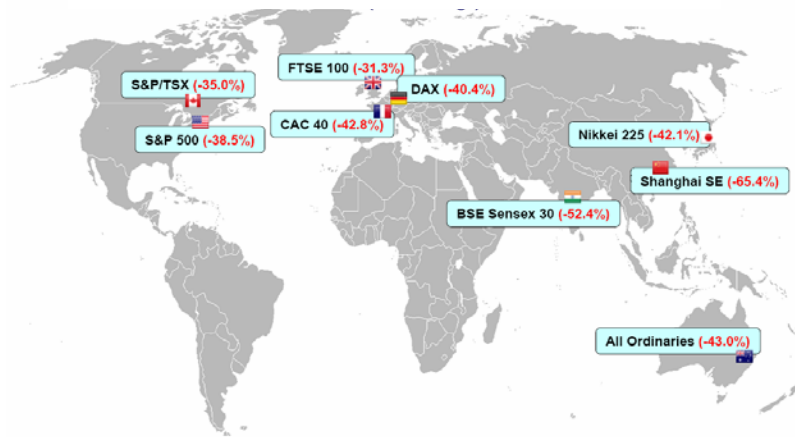 S&P/TSX (-35.0%)
S&P 500 (-38.5%)
FTSE 100 (-31.3%)
DAX (-40.4%)
CAC 40 (-42.8%)
Nikkei 225 (-42.1%)
Shanghai SE (-65.4%)
BSE Sensex 30 (-52.4%)
All Ordinaries (-43.0%)